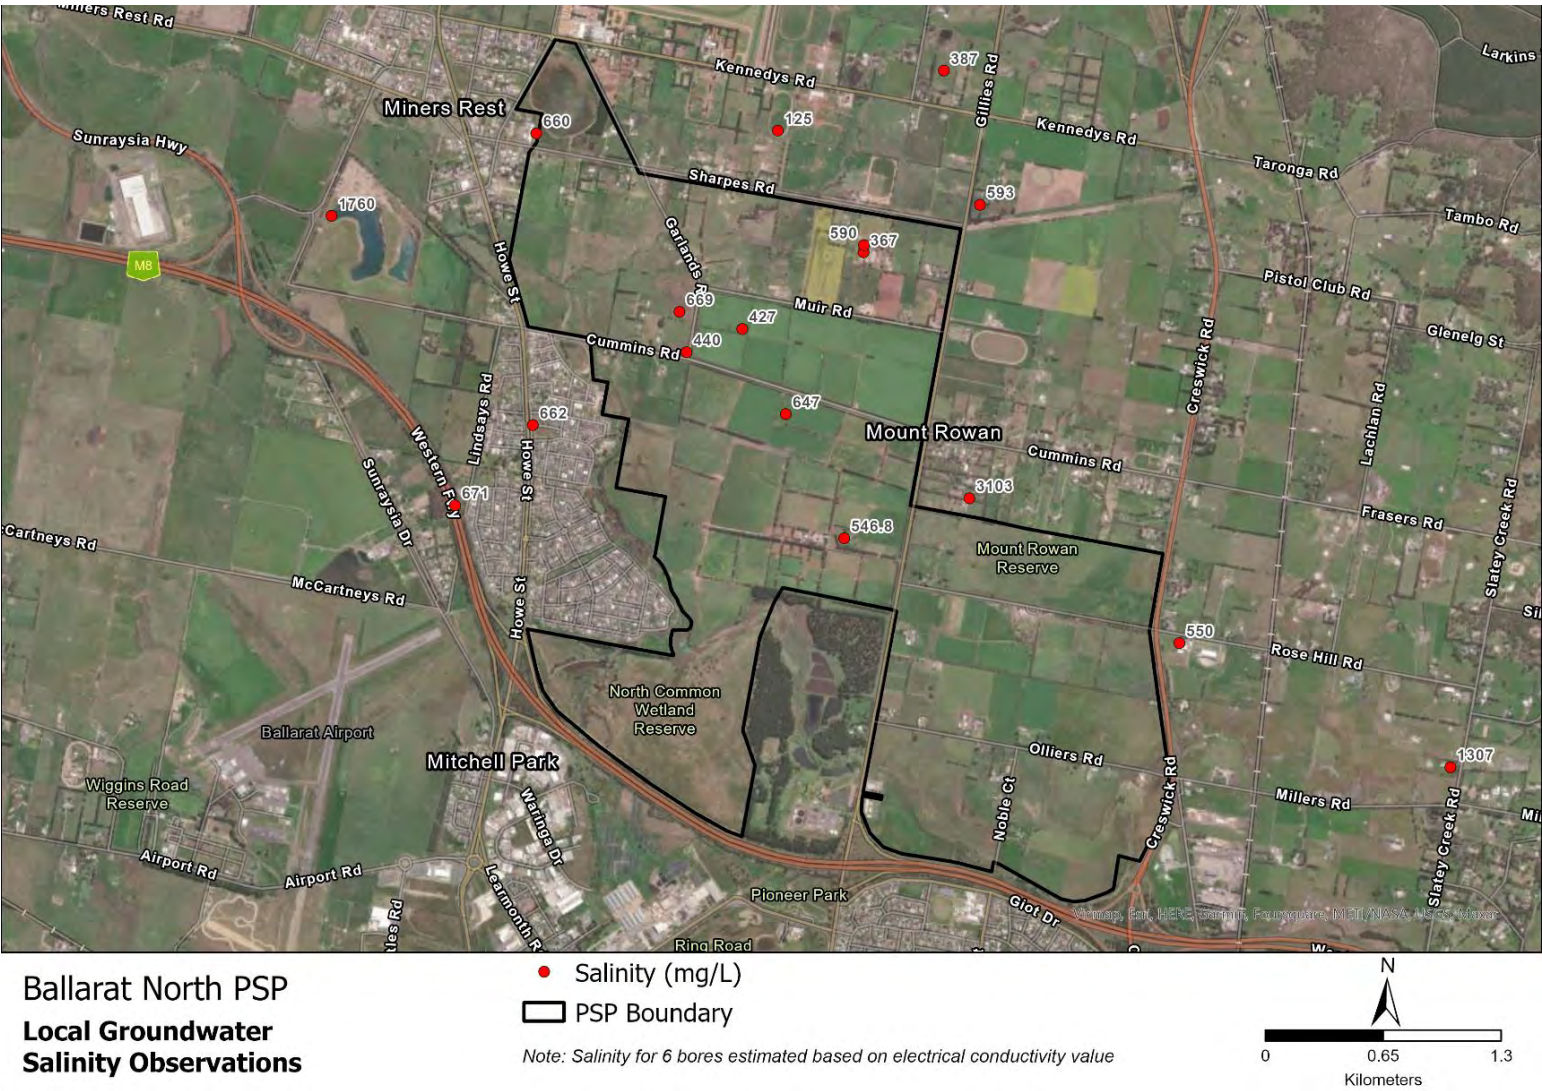 Miners Rest Rd
Larkins
Kennedys Rd
387
Gillies Rd
Miners Rest
660
125
Kennedys Rd
Sunraysia Hwy
Taronga Rd
Sharpes Rd
1760
593
Tambo Rd
Garlands R
590
367
Howe St
M8
Pistol Club Rd
669
Muir Rd
427
Glenelg St
Cummins Rd
440
Creswick Rd
Lindsays Rd
647
Lachlan Rd
662
Mount Rowan
Western F y
Howe St
Cummins Rd
Sunraysia Dr
671
3103
Slatey Creek Rd
Frasers Rd
546.8
cCartneys Rd
Mount Rowan
Reserve
McCartneys Rd
Howe St
Sil
550
Rose Hill Rd
North Common
Wetland
Reserve
Ballarat Airport
Mitchell Park
Olliers Rd
1307
Wiggins Road
Reserve
Noble Ct
Creswick Rd
Millers Rd
Mil
Waringa Dr
Slatey Creek Rd
Airport Rd
Airport Rd
Learmonth R
Pioneer Park
Giot Dr
Vicmap, Esri, HERE, Garmin, Foursquare, METI/NASA, USGS, Maxar
Ring Road
Ballarat North PSP
Local Groundwater
Salinity Observations
Salinity (mg/L)
PSP Boundary
Note: Salinity for 6 bores estimated based on electrical conductivity value
N
0 0.65 1.3
Kilometers